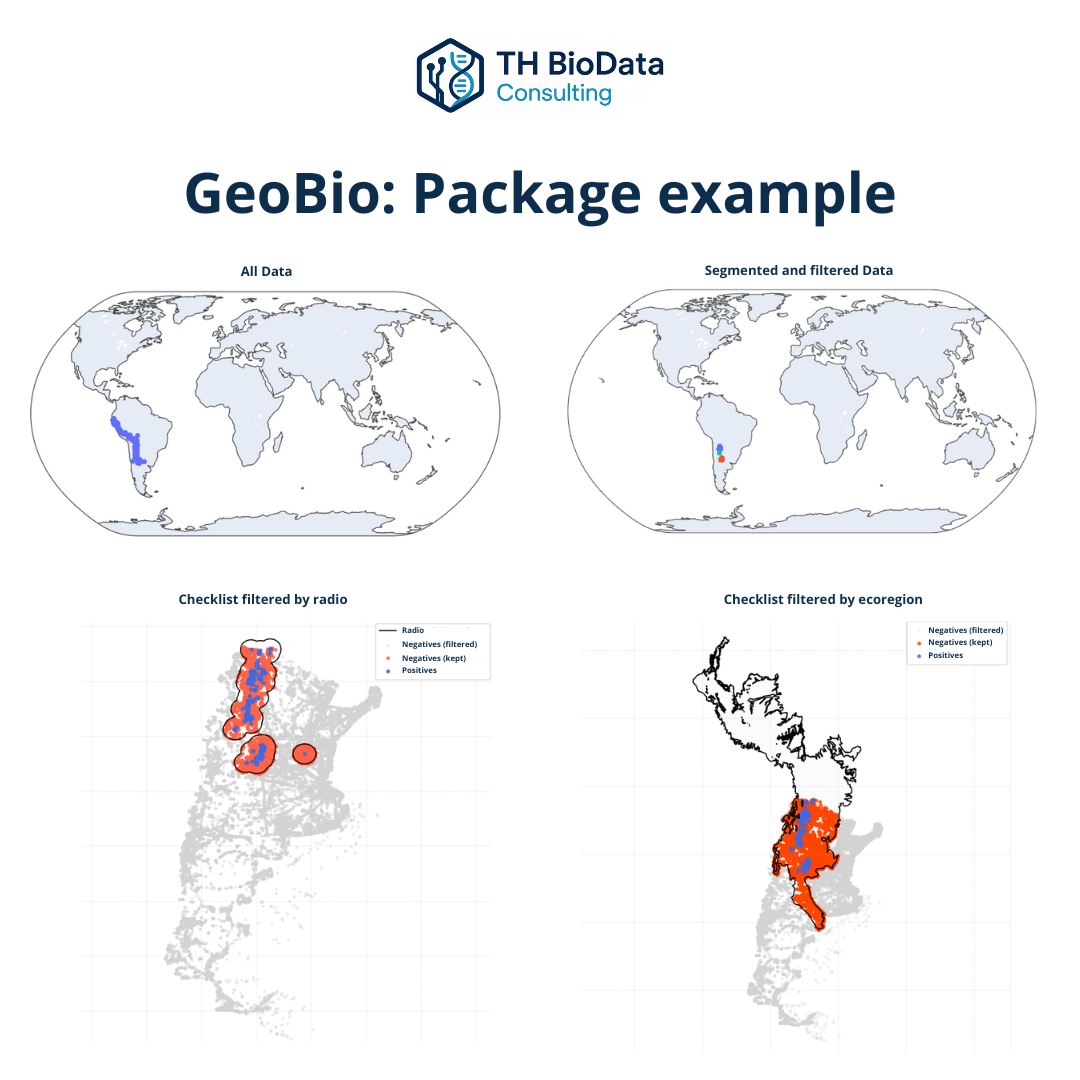 TH BioData
Consulting
GeoBio: Package example
All Data
Segmented and filtered Data
Checklist filtered by radio
Radio
Negatives (filtered)
Negatives (kept)
Positives
Checklist filtered by ecoregion
Negatives (filtered)
Negatives (kept)
Positives